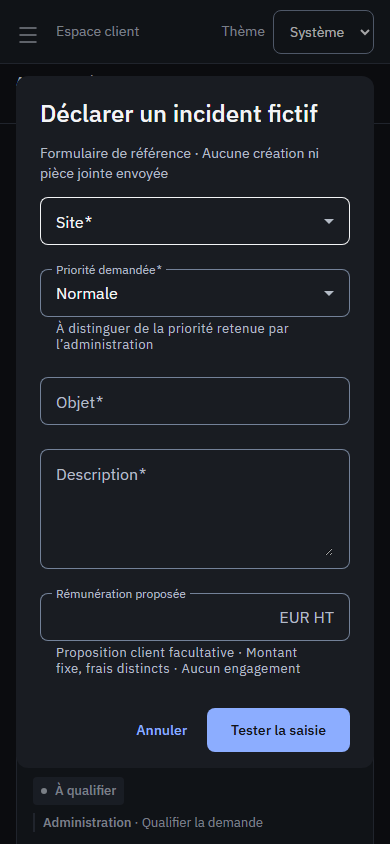 Espace client
Thème
Système
Déclarer un incident fictif
Formulaire de référence · Aucune création ni
pièce jointe envoyée
Site*
Priorité demandée*
Normale
À distinguer de la priorité retenue par
l’administration
Objet*
Description*
Rémunération proposée
EUR HT
Proposition client facultative · Montant
fixe, frais distincts · Aucun engagement
Annuler
Tester la saisie
À qualifier
Administration · Qualifier la demande